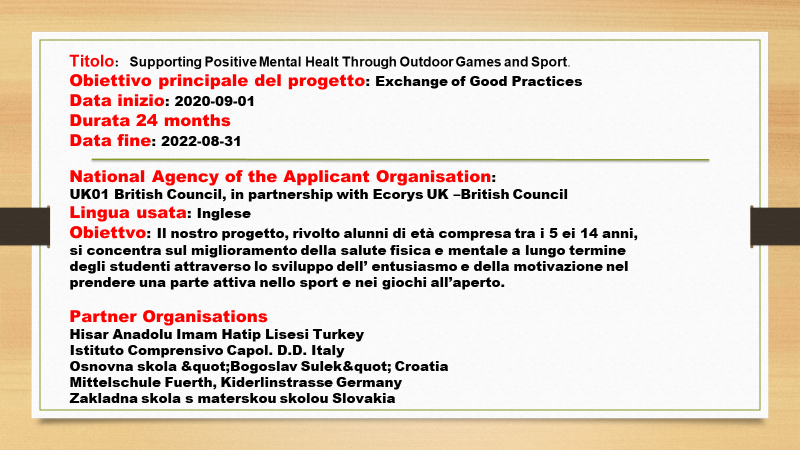 Titolo: Supporting Positive Mental Healt Through Outdoor Games and Sport.
Obiettivo principale del progetto: Exchange of Good Practices
Data inizio: 2020-09-01
Durata 24 months
Data fine: 2022-08-31
National Agency of the Applicant Organisation:
UK01 British Council, in partnership with Ecorys UK –British Council
Lingua usata: Inglese
Obiettvo: Il nostro progetto, rivolto alunni di età compresa tra i 5 ei 14 anni,
si concentra sul miglioramento della salute fisica e mentale a lungo termine
degli studenti attraverso lo sviluppo dell’ entusiasmo e della motivazione nel
prendere una parte attiva nello sport e nei giochi all’aperto.
Partner Organisations
Hisar Anadolu Imam Hatip Lisesi Turkey
Istituto Comprensivo Capol. D.D. Italy
Osnovna skola &quot;Bogoslav Sulek&quot; Croatia
Mittelschule Fuerth, Kiderlinstrasse Germany
Zakladna skola s materskou skolou Slovakia